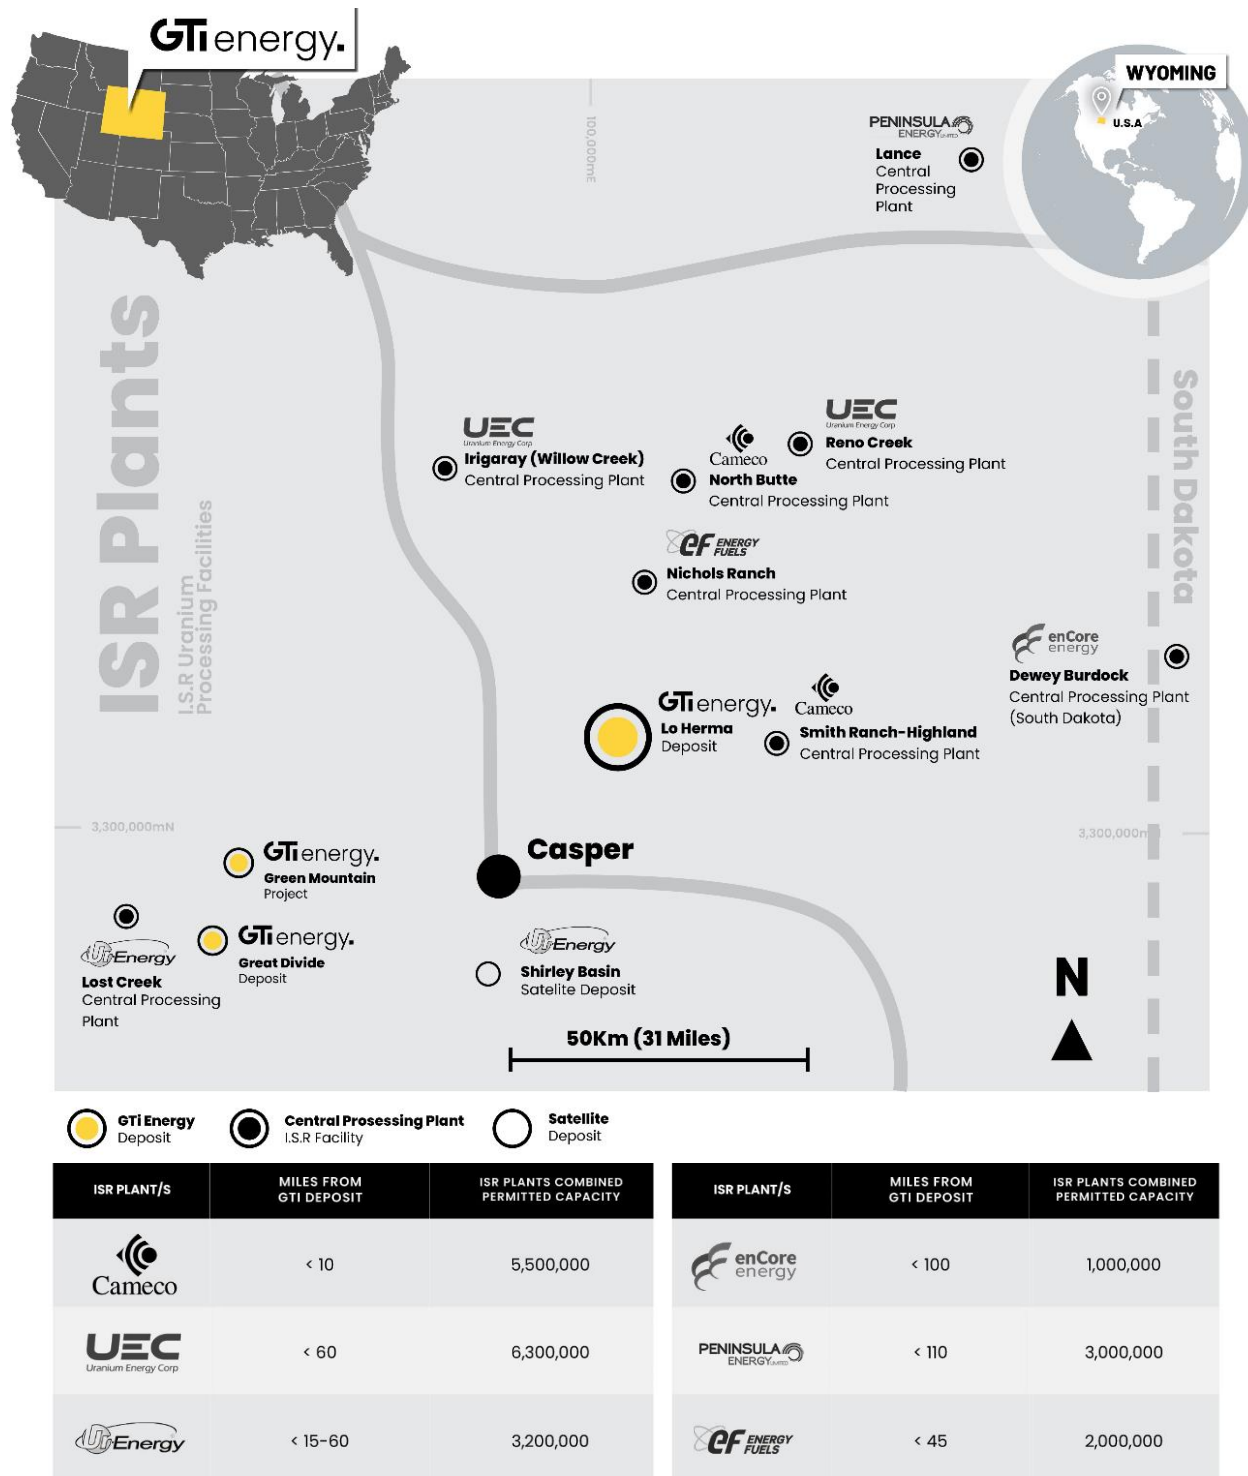 GTi energy.
WYOMING
U.S.A
100,000mE
PENINSULA
ENERGY LIMITED
Lance
Central
Processing
Plant
ISR Plants
I.S.R Uranium
Processing Facilities
South Dakota
UEC
Uranium Energy Corp
Irigaray (Willow Creek)
Central Processing Plant
Cameco
North Butte
Central Processing Plant
UEC
Uranium Energy Corp
Reno Creek
Central Processing Plant
eF ENERGY
FUELS
Nichols Ranch
Central Processing Plant
enCore
energy
Dewey Burdock
Central Processing Plant
(South Dakota)
GTi energy.
Lo Herma
Deposit
Cameco
Smith Ranch-Highland
Central Processing Plant
3,300,000mN
3,300,000m
Casper
GTi energy.
Green Mountain
Project
GTi energy.
Great Divide
Deposit
Ur Energy
Lost Creek
Central Processing
Plant
Ur Energy
Shirley Basin
Satelite Deposit
N
50Km (31 Miles)
GTi Energy
Deposit
Central Prosessing Plant
I.S.R Facility
Satellite
Deposit
ISR PLANT/S MILES FROM GTI DEPOSIT ISR PLANTS COMBINED PERMITTED CAPACITY
Cameco < 10 5,500,000
UEC Uranium Energy Corp < 60 6,300,000
Ur Energy < 15-60 3,200,000
ISR PLANT/S MILES FROM GTI DEPOSIT ISR PLANTS COMBINED PERMITTED CAPACITY
enCore energy < 100 1,000,000
PENINSULA ENERGY LIMITED < 110 3,000,000
eF ENERGY FUELS < 45 2,000,000